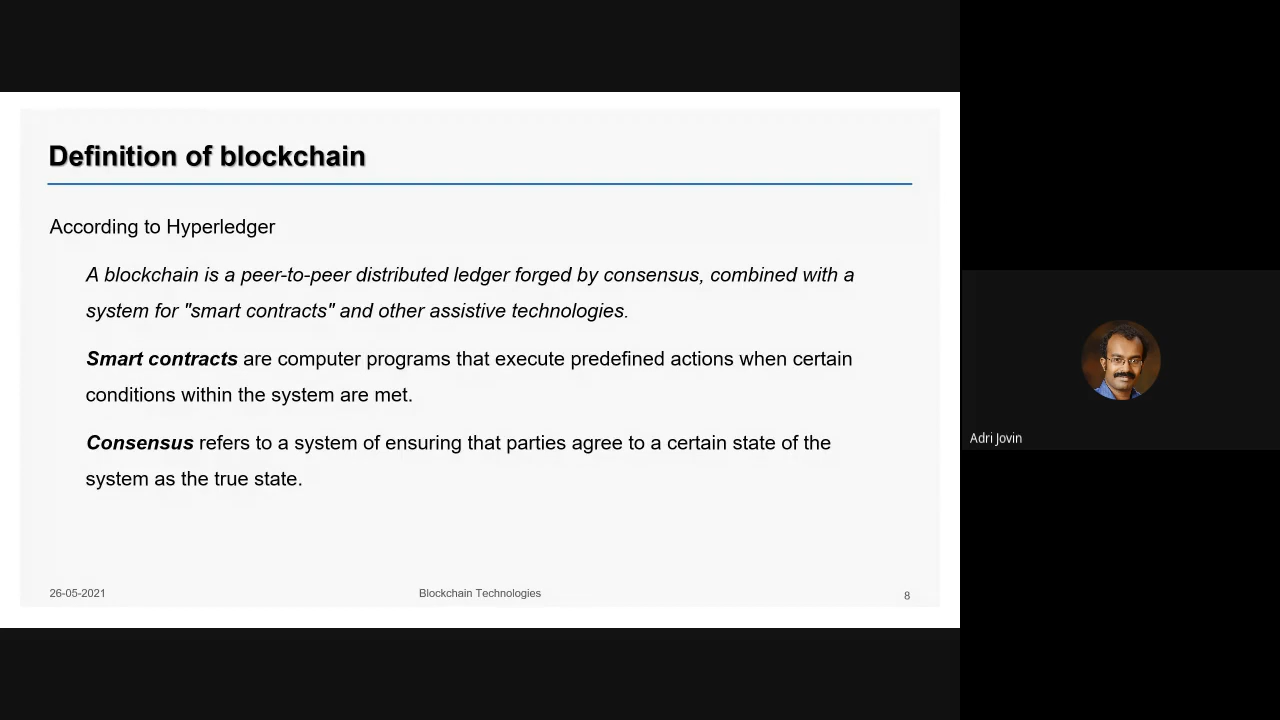 Definition of blockchain
According to Hyperledger
A blockchain is a peer-to-peer distributed ledger forged by consensus, combined with a
system for "smart contracts" and other assistive technologies.
Smart contracts are computer programs that execute predefined actions when certain
conditions within the system are met.
Consensus refers to a system of ensuring that parties agree to a certain state of the
system as the true state.
26-05-2021
Blockchain Technologies
8
Adri Jovin